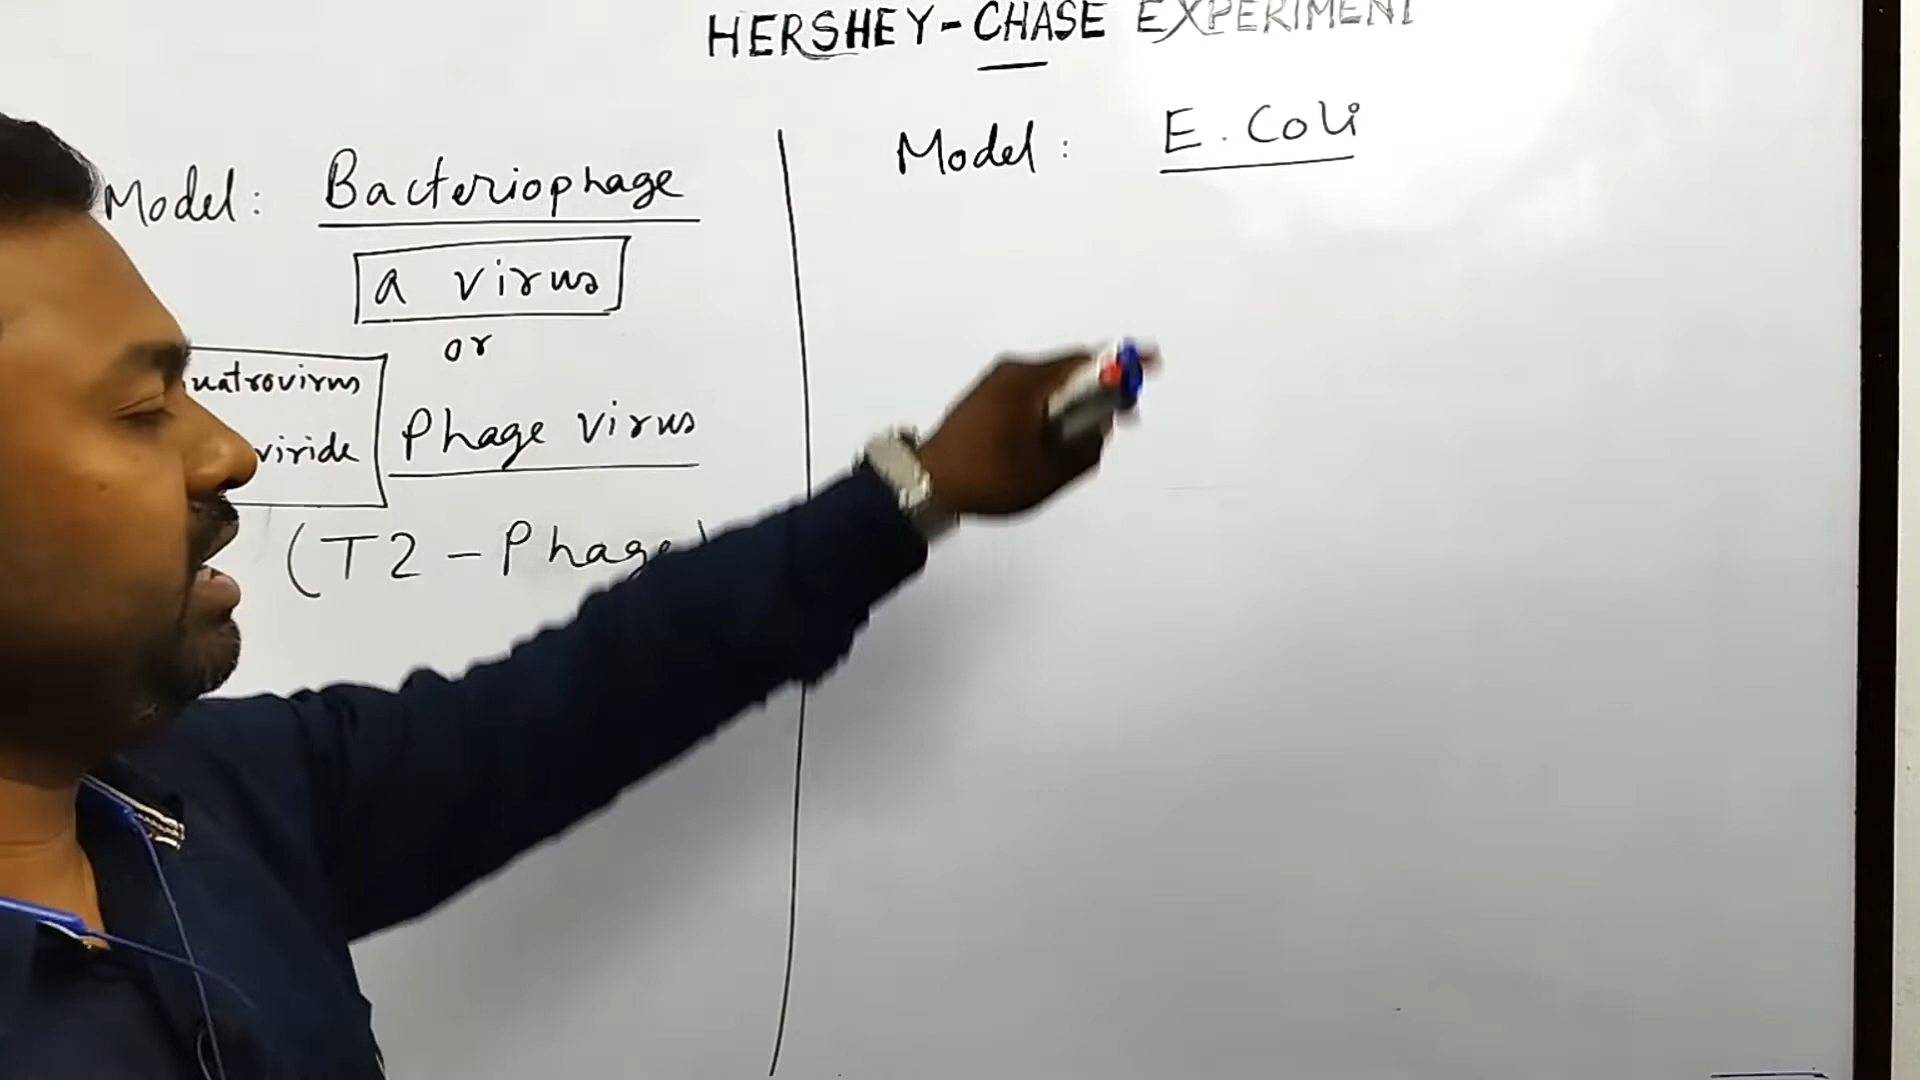 HERSHEY-CHASE EXPERIMENT
Model: Bacteriophage
a virus
or
Phage virus
(T2-Phage)
Model: E. Coli